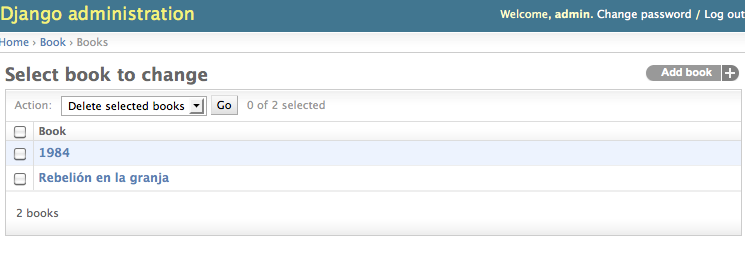 Django administration
Welcome, admin. Change password / Log out
Home › Book › Books
Select book to change
Add book +
Action: Delete selected books Go 0 of 2 selected
Book
1984
Rebelión en la granja
2 books